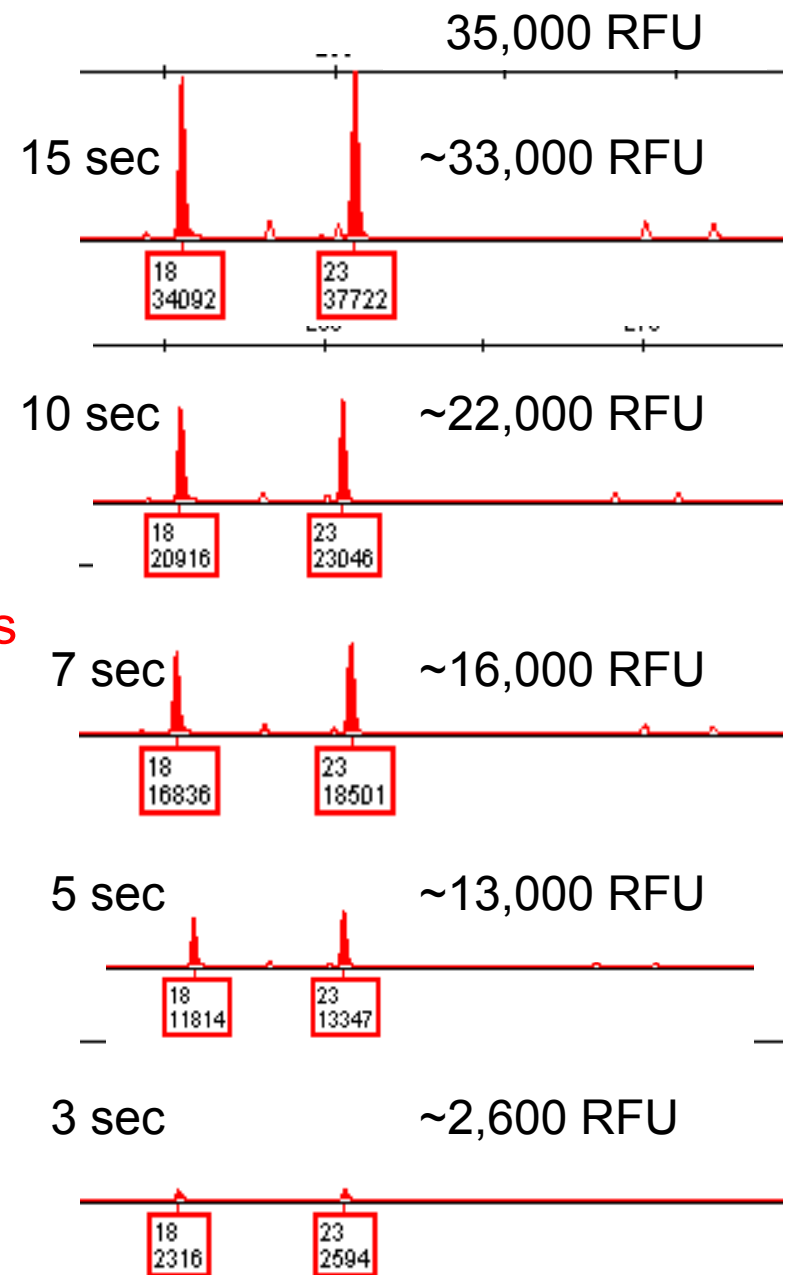 35,000 RFU
15 sec ~33,000 RFU
18 23
34092 37722
10 sec ~22,000 RFU
18 23
20916 23046
s
7 sec ~16,000 RFU
18 23
16836 18501
5 sec ~13,000 RFU
18 23
11814 13347
3 sec ~2,600 RFU
18 23
2316 2594